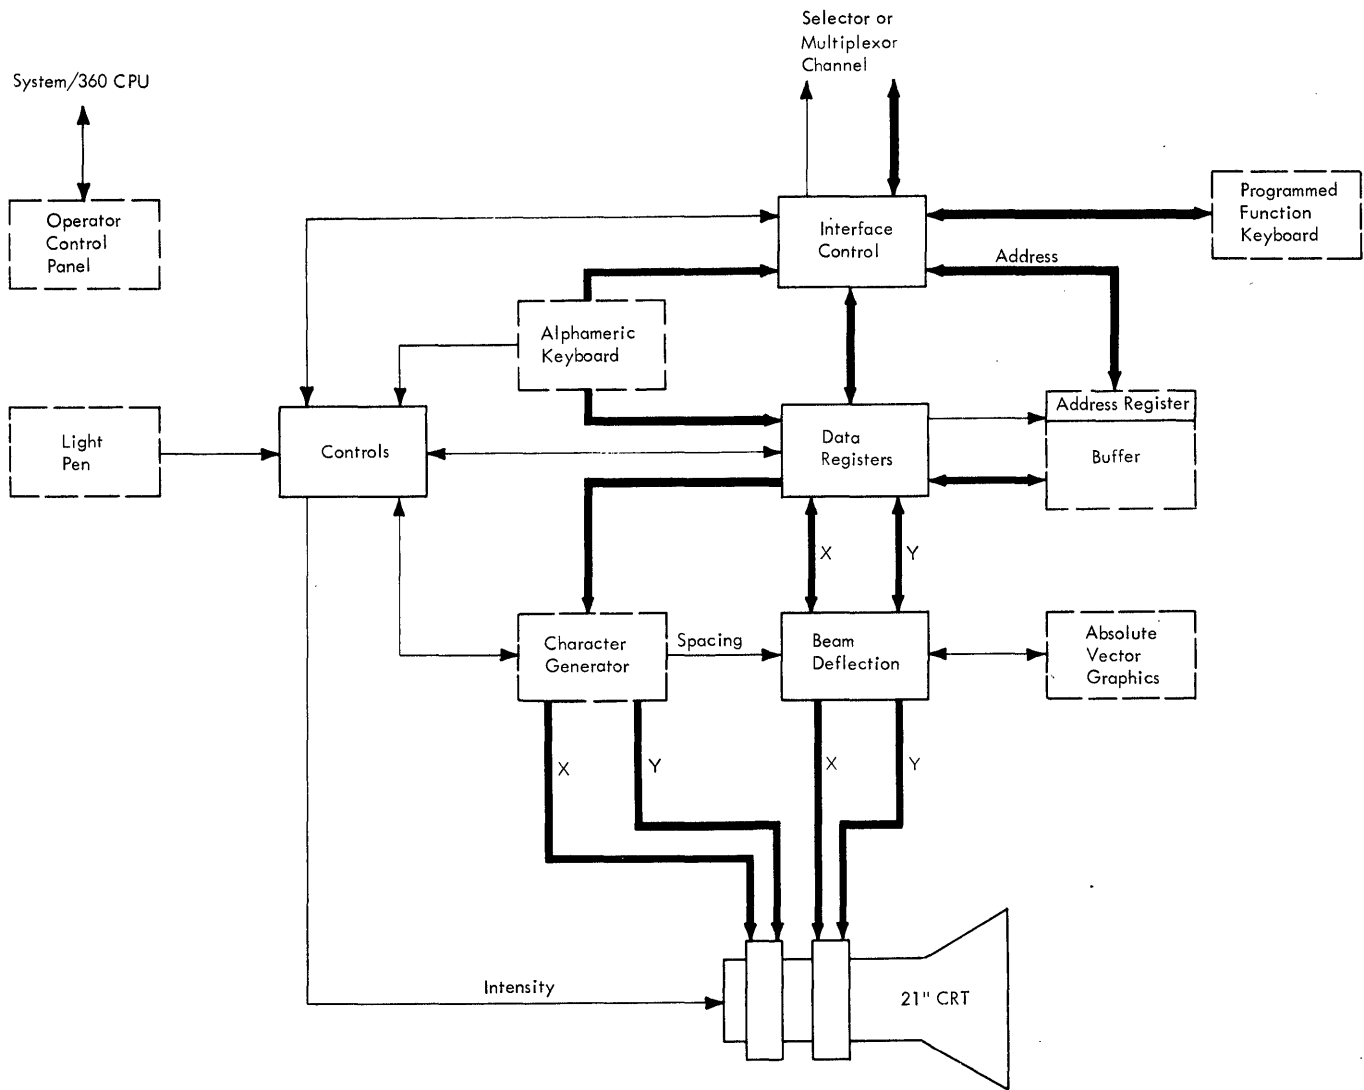 Selector or
Multiplexor
Channel
System/360 CPU
Operator
Control
Panel
Interface
Control
Programmed
Function
Keyboard
Address
Alphameric
Keyboard
Address Register
Buffer
Light
Pen
Controls
Data
Registers
X
Y
Character
Generator
Spacing
Beam
Deflection
Absolute
Vector
Graphics
X
Y
X
Y
Intensity
21" CRT